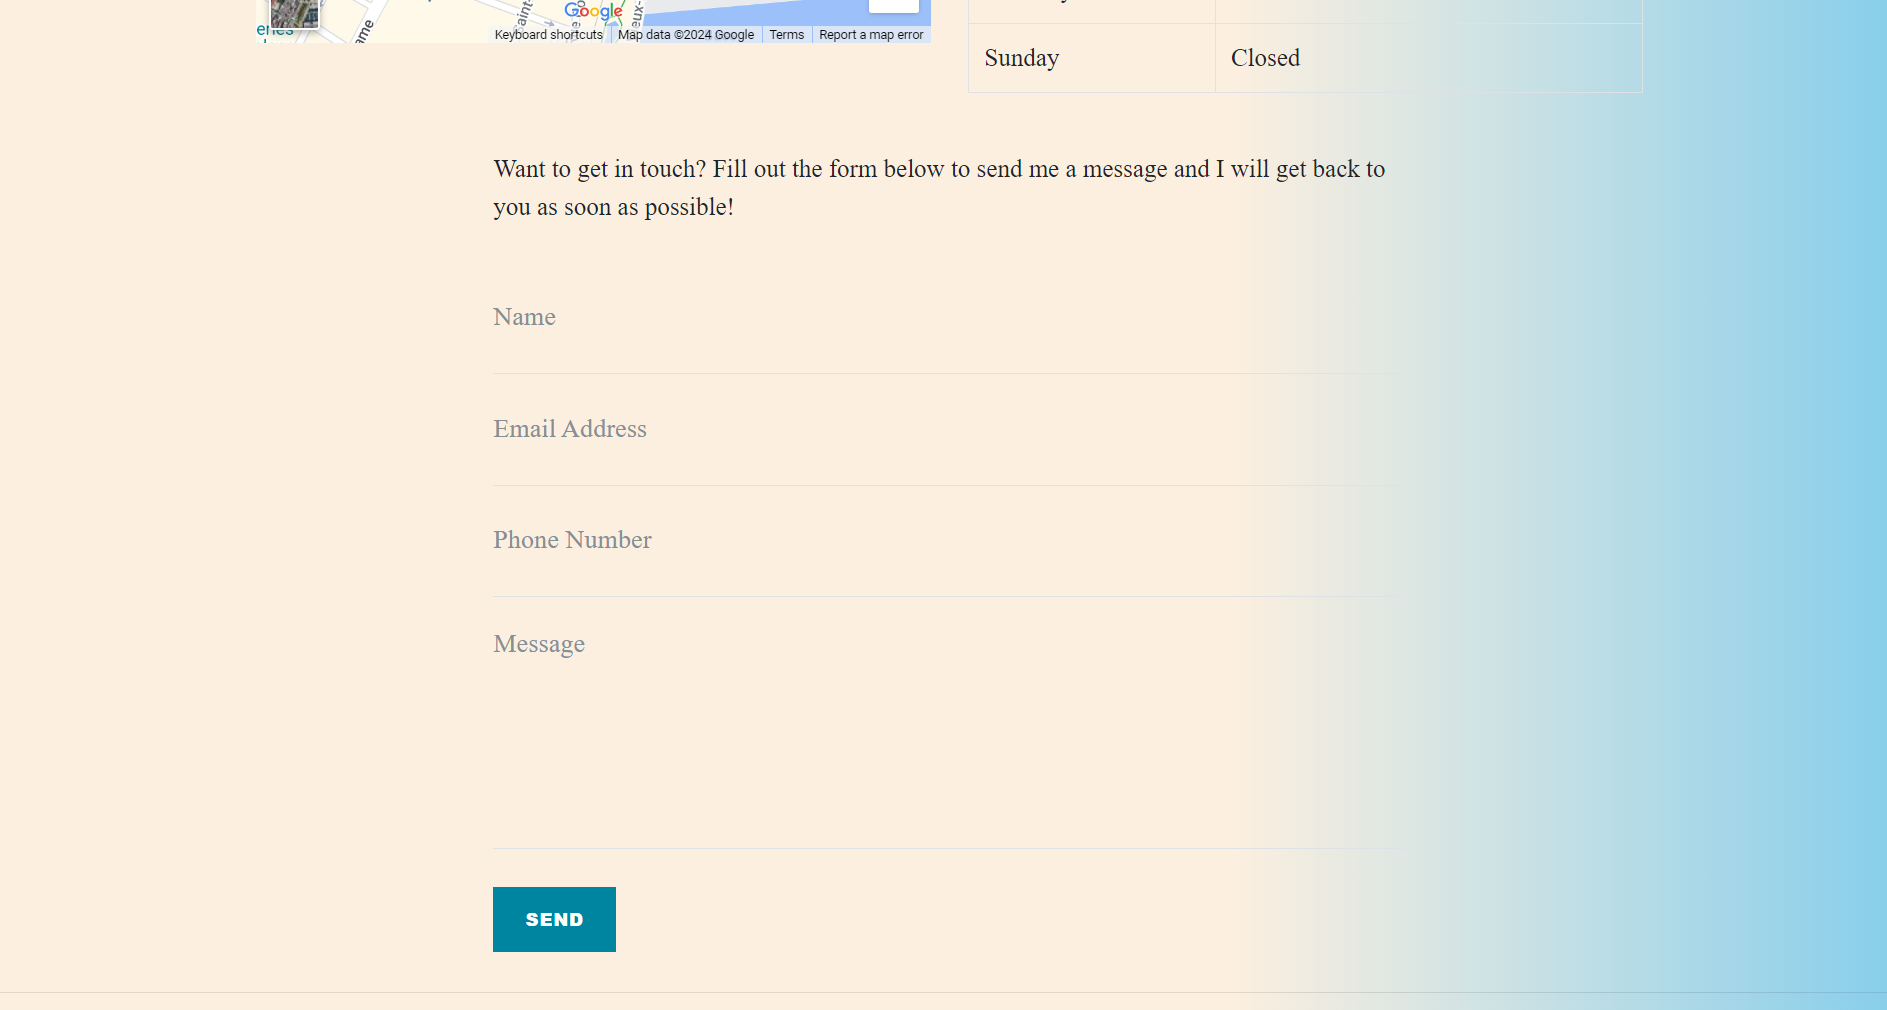 Google
Keyboard shortcuts
Map data ©2024 Google
Terms
Report a map error
Sunday
Closed
Want to get in touch? Fill out the form below to send me a message and I will get back to
you as soon as possible!
Name
Email Address
Phone Number
Message
SEND